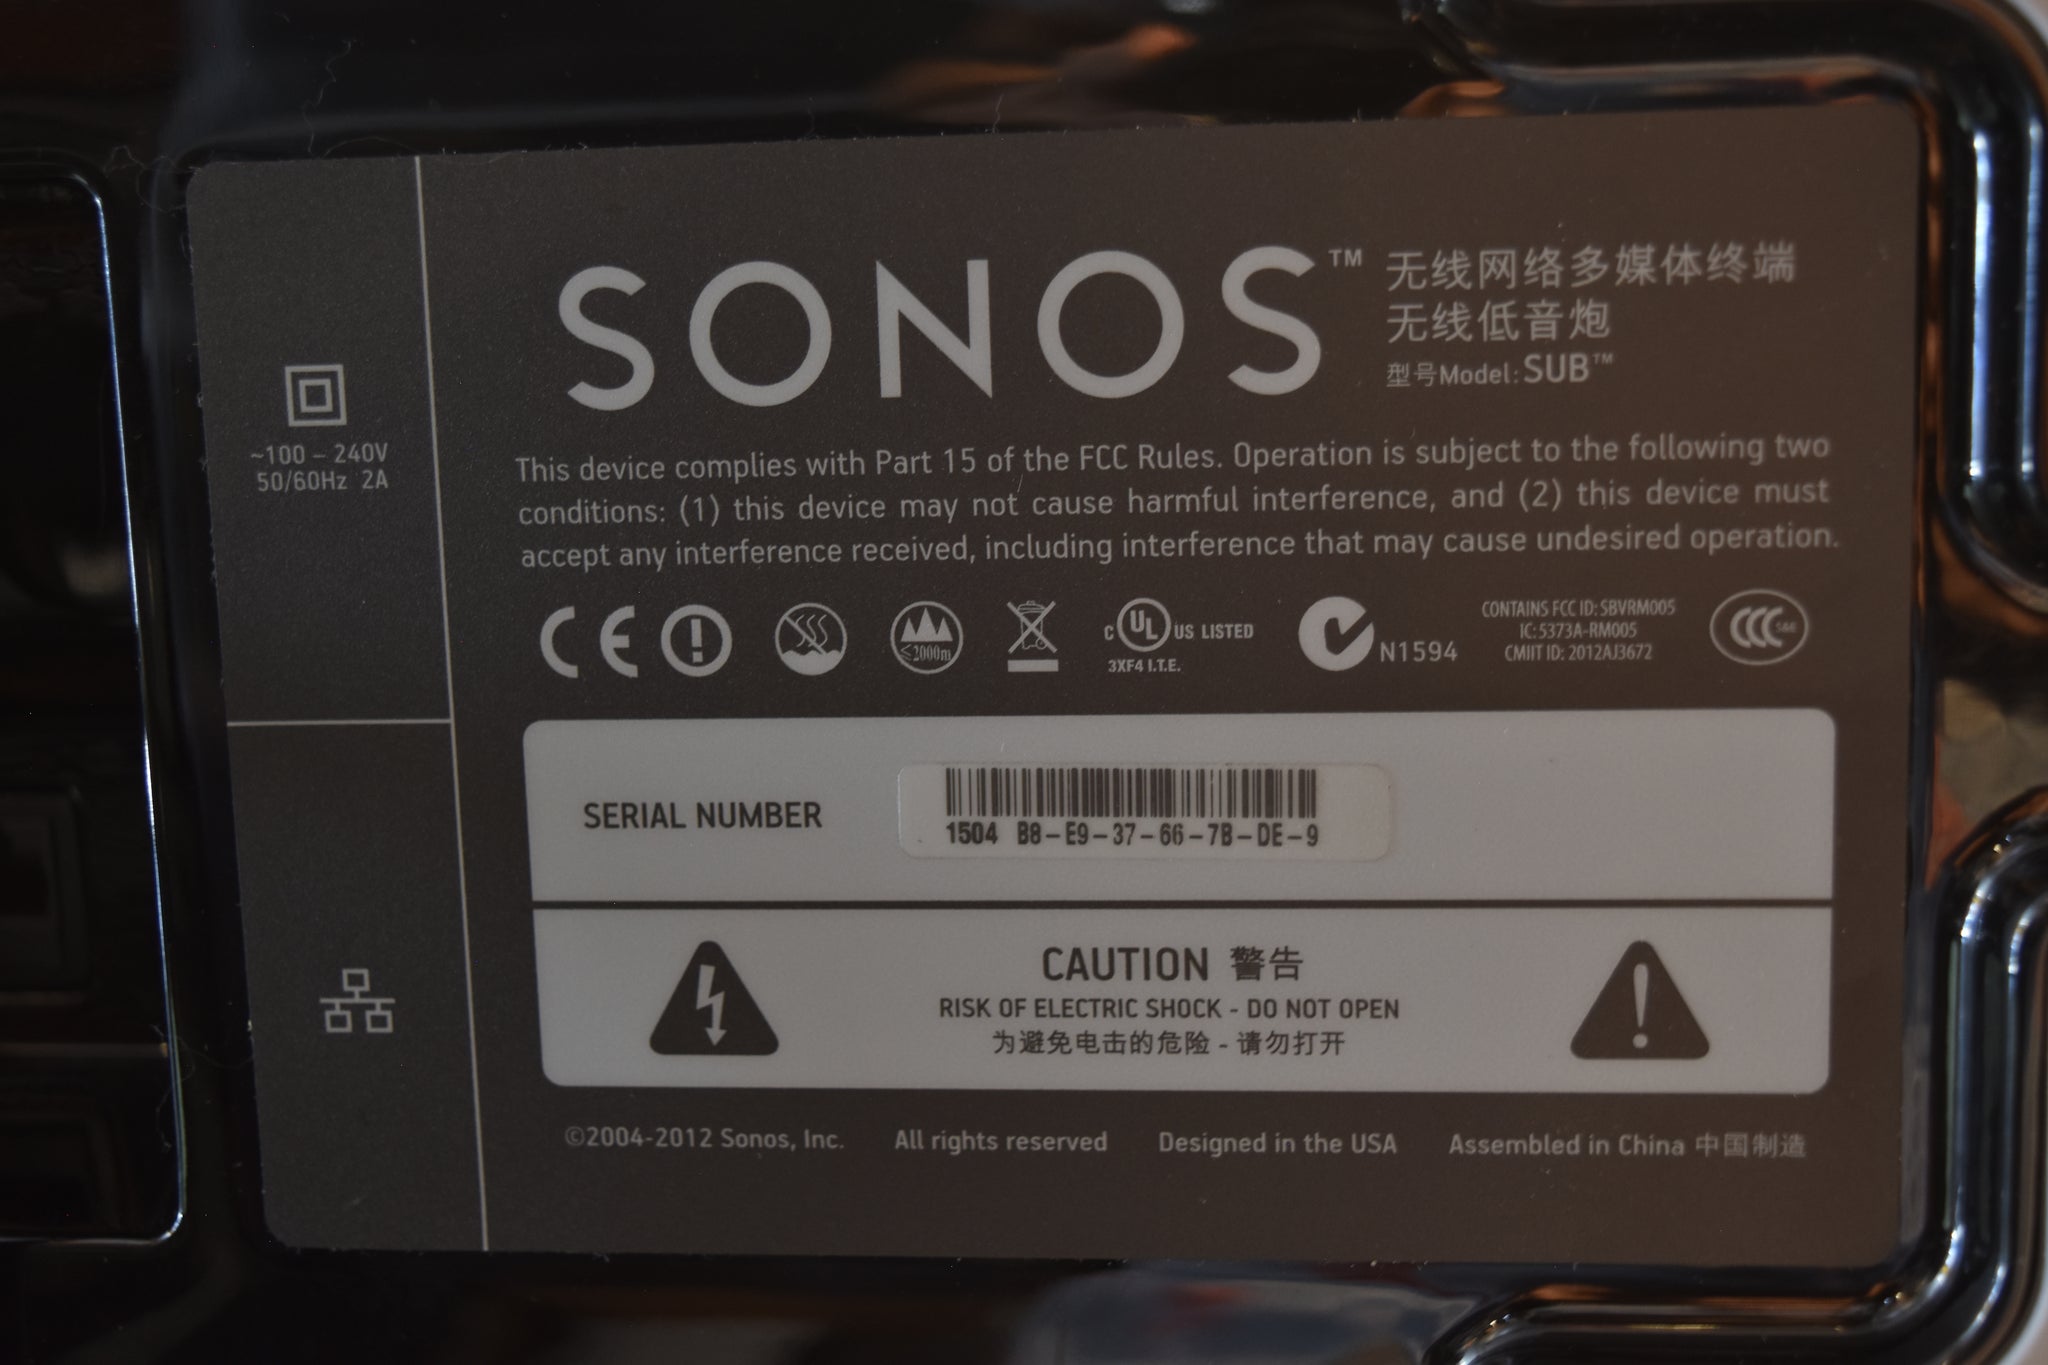 SONOS™
无线网络多媒体终端
无线低音炮
型号Model: SUB™
~100 – 240V
50/60Hz 2A
This device complies with Part 15 of the FCC Rules. Operation is subject to the following two
conditions: (1) this device may not cause harmful interference, and (2) this device must
accept any interference received, including interference that may cause undesired operation.
CE
≤2000m
C UL US LISTED
3XF4 I.T.E.
N1594
CONTAINS FCC ID: SBVRM005
IC: 5373A-RM005
CMIIT ID: 2012AJ3672
CCC S&E
SERIAL NUMBER
1504 B8-E9-37-66-7B-DE-9
CAUTION 警告
RISK OF ELECTRIC SHOCK - DO NOT OPEN
为避免电击的危险 - 请勿打开
©2004-2012 Sonos, Inc. All rights reserved Designed in the USA Assembled in China 中国制造